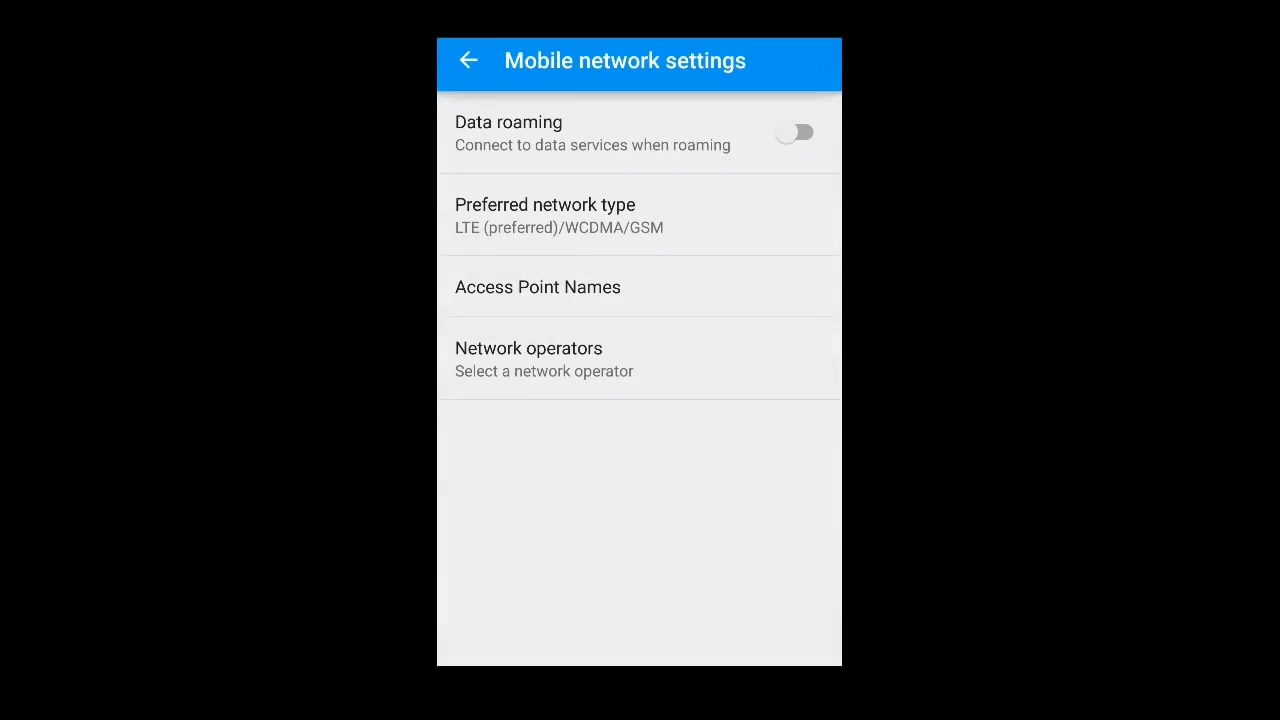 Mobile network settings
Data roaming
Connect to data services when roaming
Preferred network type
LTE (preferred)/WCDMA/GSM
Access Point Names
Network operators
Select a network operator